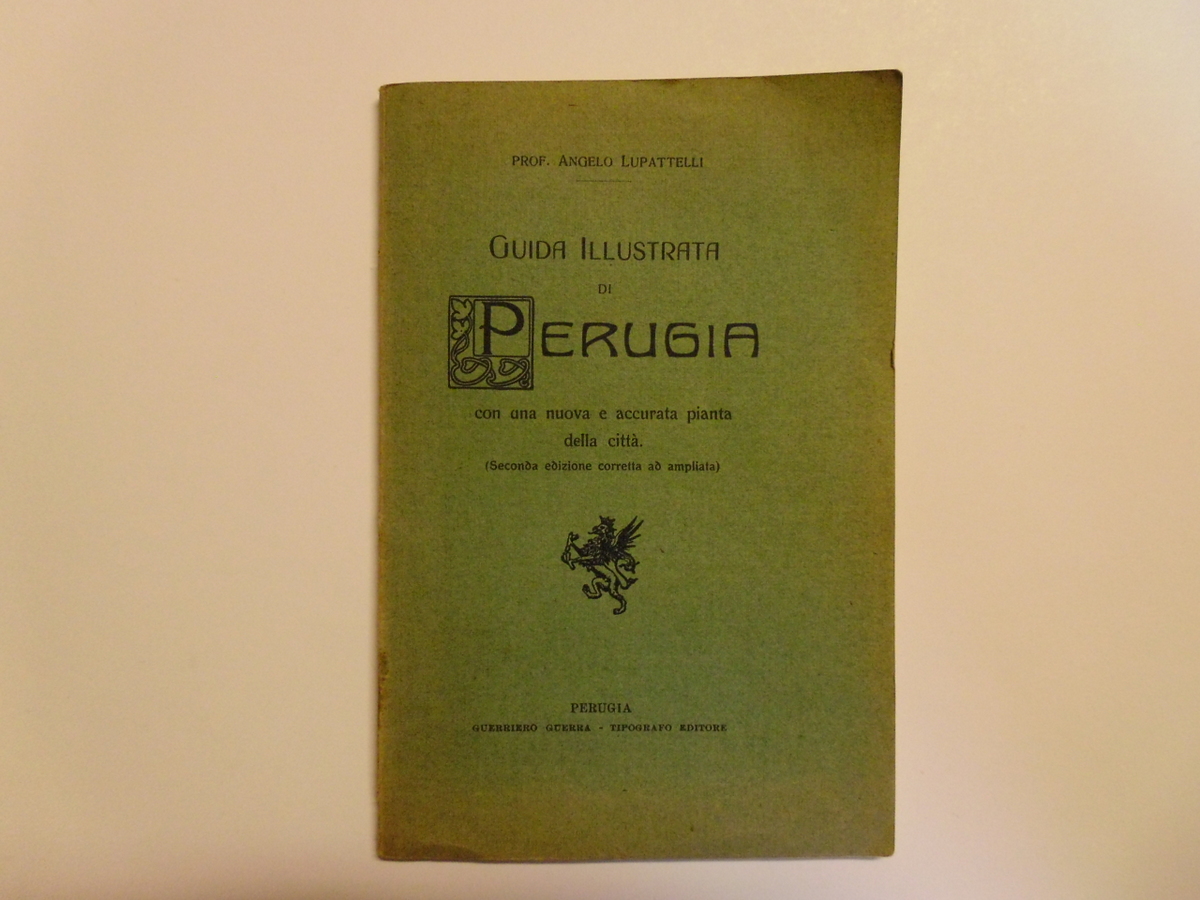 PROF. ANGELO LUPATTELLI
GUIDA ILLUSTRATA
DI
PERUGIA
con una nuova e accurata pianta
della città.
(Seconda edizione corretta ad ampliata)
PERUGIA
GUERRIERO GUERRA - TIPOGRAFO EDITORE